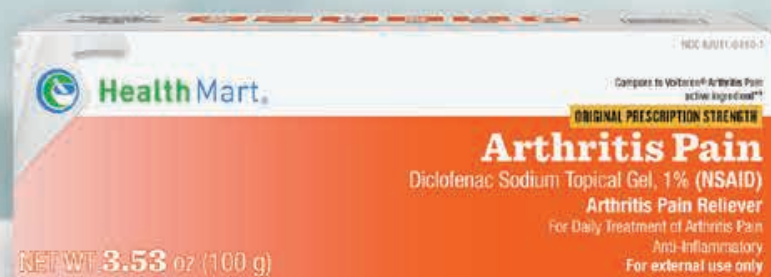 HealthMart®
Compare to Voltaren® Arthritis Pain
active ingredient
ORIGINAL PRESCRIPTION STRENGTH
Arthritis Pain
Diclofenac Sodium Topical Gel, 1% (NSAID)
Arthritis Pain Reliever
For Daily Treatment of Arthritis Pain
Anti-Inflammatory
For external use only
NET WT 3.53 oz (100 g)